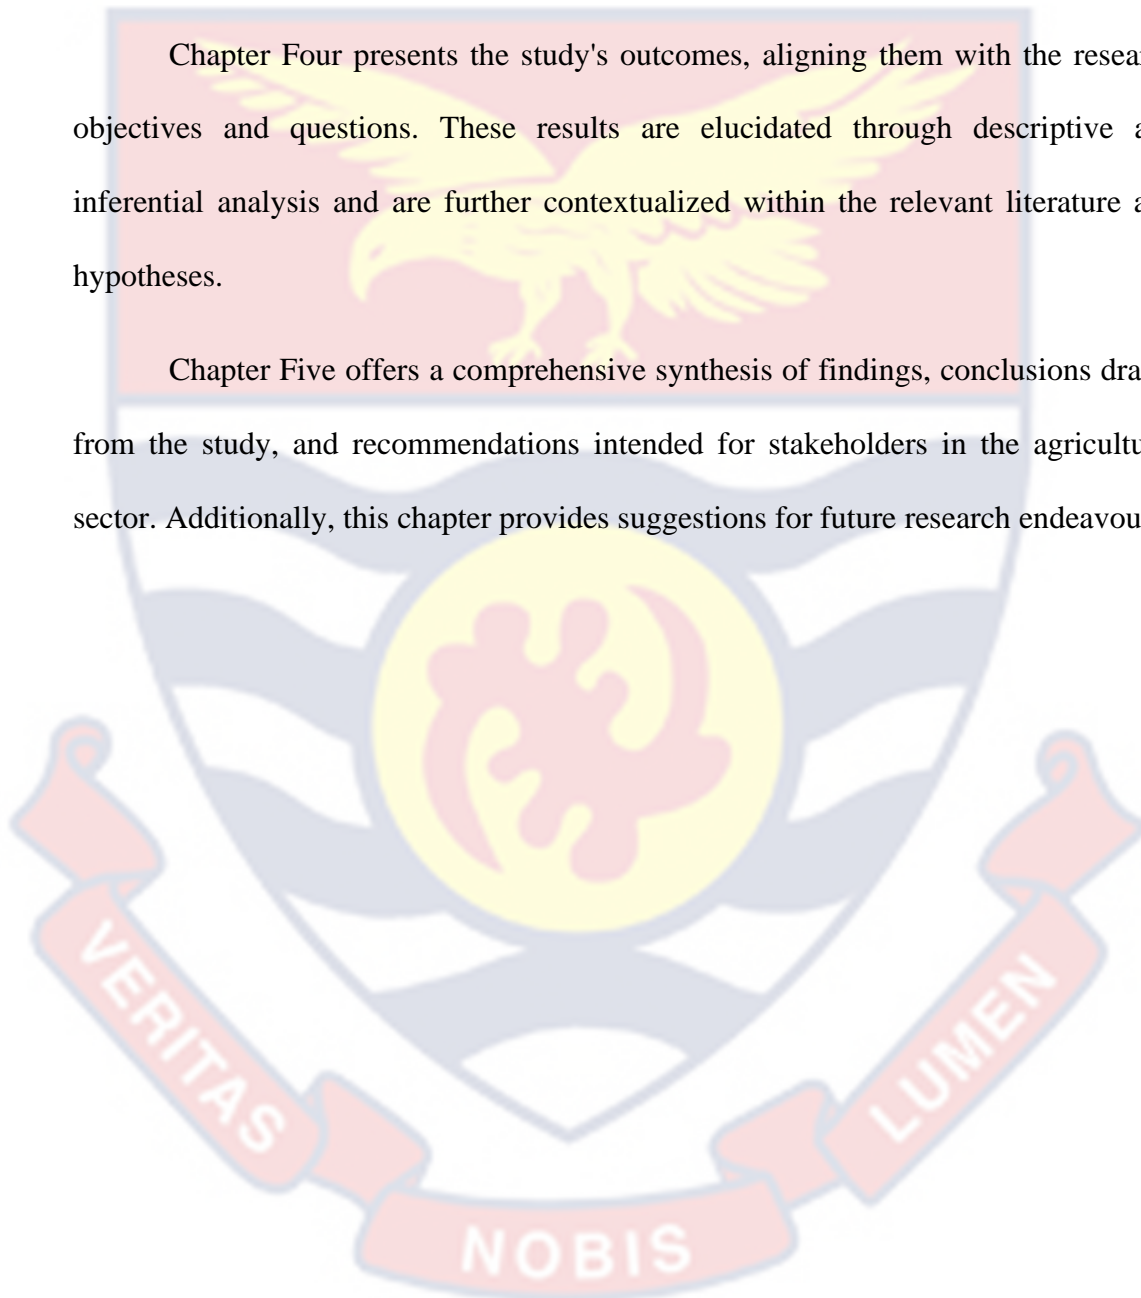 Chapter Four presents the study's outcomes, aligning them with the resear
objectives and questions. These results are elucidated through descriptive a
inferential analysis and are further contextualized within the relevant literature a
hypotheses.
Chapter Five offers a comprehensive synthesis of findings, conclusions dra
from the study, and recommendations intended for stakeholders in the agricultu
sector. Additionally, this chapter provides suggestions for future research endeavou
VERITAS
NOBIS
LUMEN